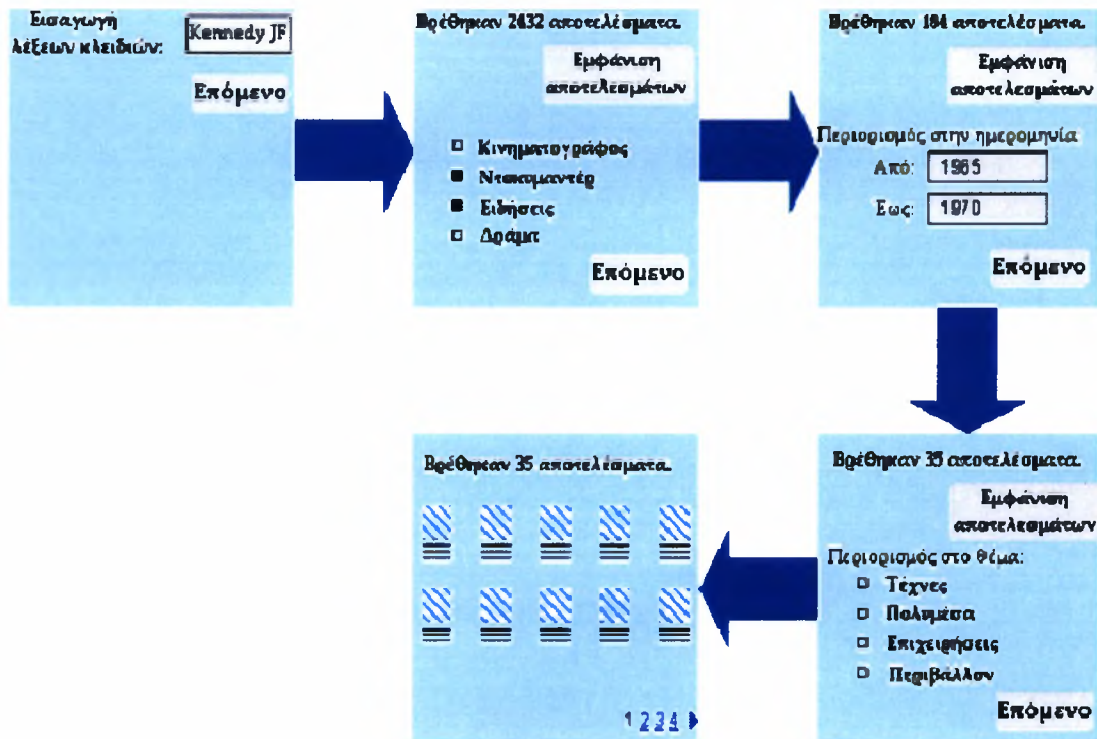 Εισαγωγή
λέξεων κλειδιών:
Kennedy JF
Επόμενο
Βρέθηκαν 2432 αποτελέσματα.
Εμφάνιση
αποτελεσμάτων
Κινηματογράφος
Ντοκυμαντέρ
Ειδήσεις
Δράμα
Επόμενο
Βρέθηκαν 184 αποτελέσματα.
Εμφάνιση
αποτελεσμάτων
Περιορισμός στην ημερομηνία
Από: 1965
Εως: 1970
Επόμενο
Βρέθηκαν 35 αποτελέσματα.
Εμφάνιση
αποτελεσμάτων
Περιορισμός στο θέμα:
Τέχνες
Πολυμέσα
Επιχειρήσεις
Περιβάλλον
Επόμενο
Βρέθηκαν 35 αποτελέσματα.
1 2 3 4